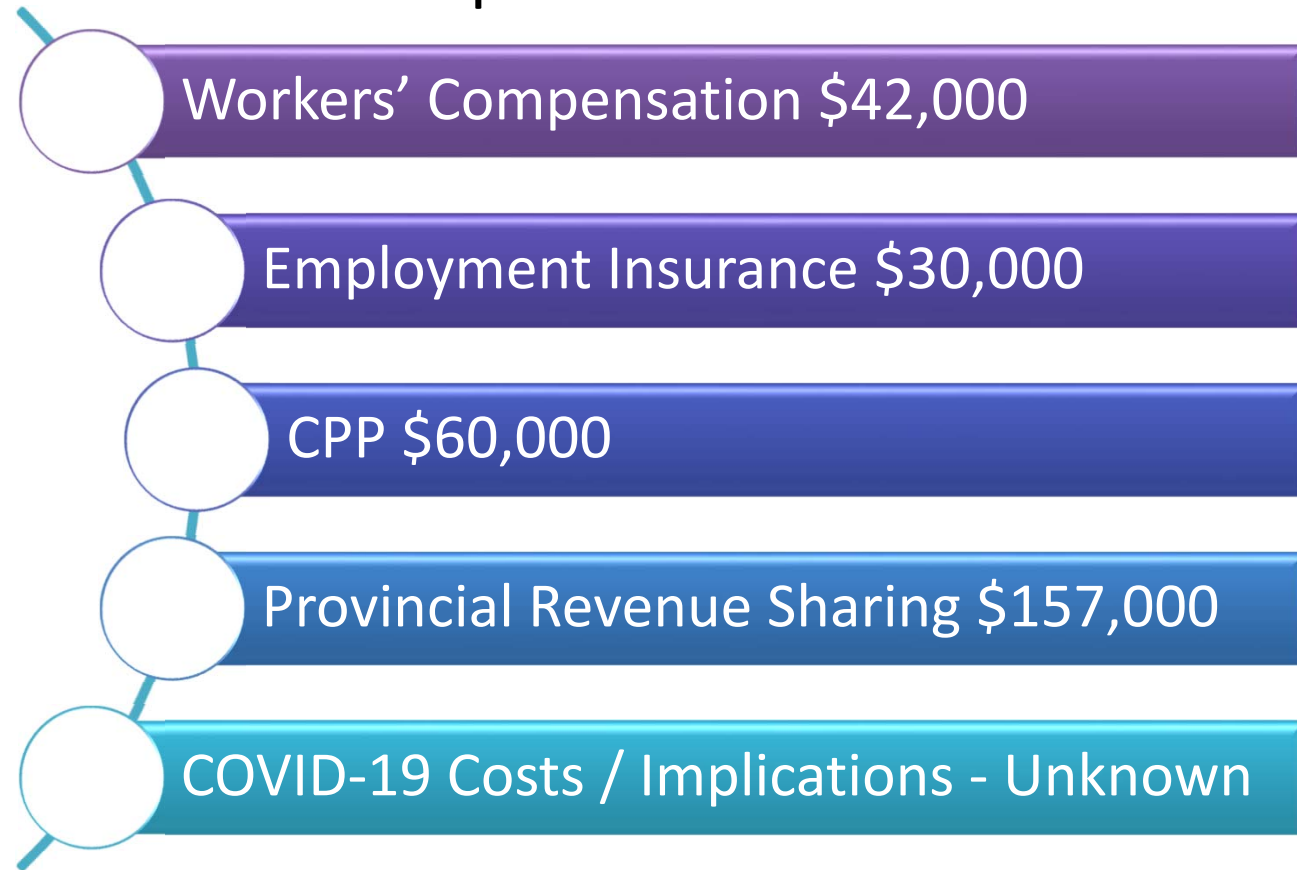 Workers’ Compensation $42,000
Employment Insurance $30,000
CPP $60,000
Provincial Revenue Sharing $157,000
COVID-19 Costs / Implications - Unknown